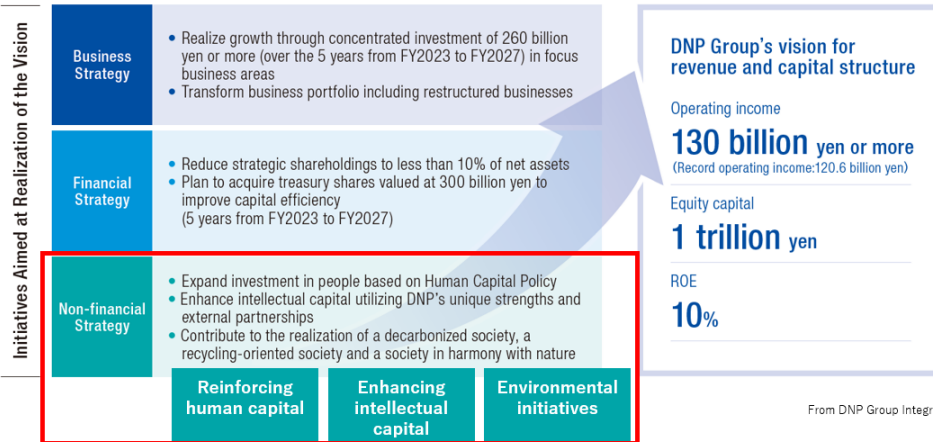 Initiatives Aimed at Realization of the Vision
Business
Strategy
• Realize growth through concentrated investment of 260 billion
yen or more (over the 5 years from FY2023 to FY2027) in focus
business areas
• Transform business portfolio including restructured businesses
Financial
Strategy
• Reduce strategic shareholdings to less than 10% of net assets
• Plan to acquire treasury shares valued at 300 billion yen to
improve capital efficiency
(5 years from FY2023 to FY2027)
Non-financial
Strategy
• Expand investment in people based on Human Capital Policy
• Enhance intellectual capital utilizing DNP's unique strengths and
external partnerships
• Contribute to the realization of a decarbonized society, a
recycling-oriented society and a society in harmony with nature
Reinforcing
human capital
Enhancing
intellectual
capital
Environmental
initiatives
DNP Group's vision for
revenue and capital structure
Operating income
130 billion yen or more
(Record operating income:120.6 billion yen)
Equity capital
1 trillion yen
ROE
10%
From DNP Group Integr